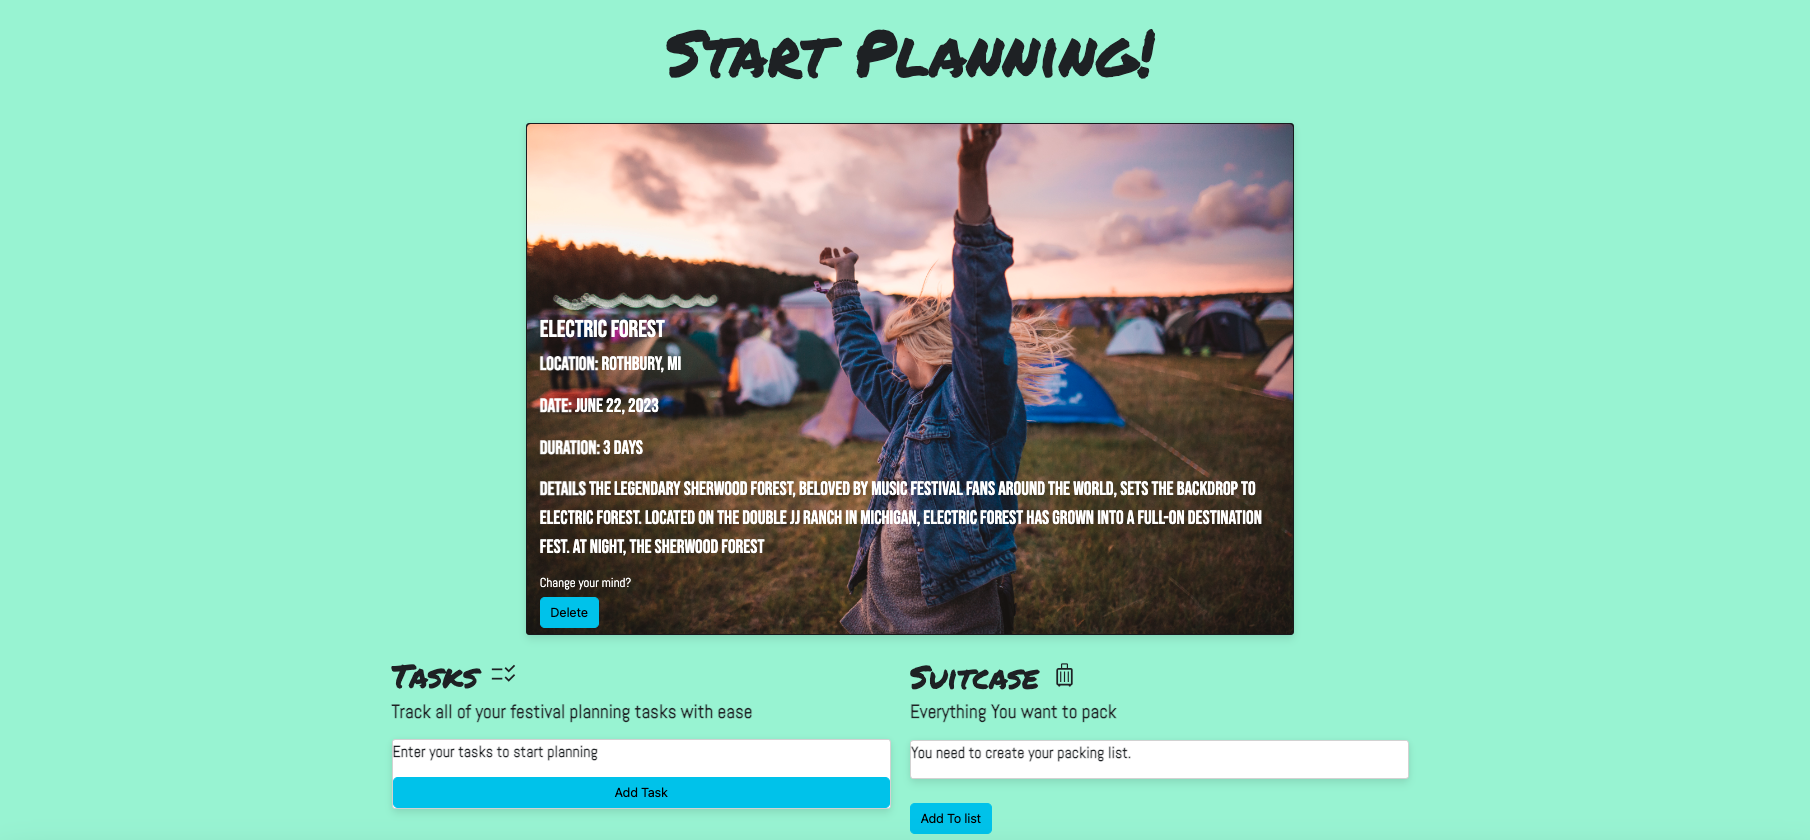 Start Planning!
ELECTRIC FOREST
LOCATION: ROTHBURY, MI
DATE: JUNE 22, 2023
DURATION: 3 DAYS
DETAILS THE LEGENDARY SHERWOOD FOREST, BELOVED BY MUSIC FESTIVAL FANS AROUND THE WORLD, SETS THE BACKDROP TO
ELECTRIC FOREST. LOCATED ON THE DOUBLE JJ RANCH IN MICHIGAN, ELECTRIC FOREST HAS GROWN INTO A FULL-ON DESTINATION
FEST. AT NIGHT, THE SHERWOOD FOREST
Change your mind?
Delete
Tasks
Track all of your festival planning tasks with ease
Enter your tasks to start planning
Add Task
Suitcase
Everything You want to pack
You need to create your packing list.
Add To list